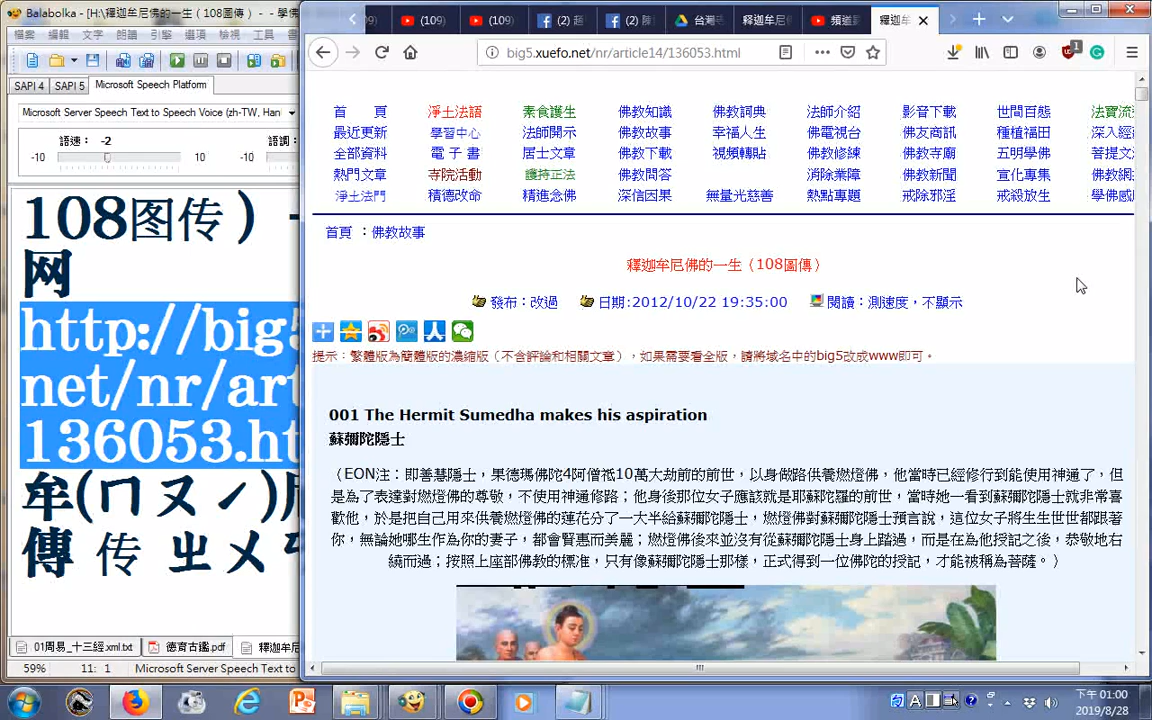 Balabolka - [H:\釋迦牟尼佛的一生（108圖傳） - - 學佛
檔案 編輯 文字 朗讀 引擎 選項 檢視 工具
SAPI 4 SAPI 5 Microsoft Speech Platform
Microsoft Server Speech Text to Speech Voice (zh-TW, Han
語速： -2 語調：
-10 10 -10
108图传）-
网
http://big5
net/nr/art
136053.ht
牟(ㄇㄡˊ)
傳 传 ㄓㄨ
01周易_十三經.xml.txt 德育古鑑.pdf 釋迦牟尼
59% 11: 1 Microsoft Server Speech Text to
(109) (109) (2) (2) 台灣 釋迦牟尼 頻道 釋迦牟
big5.xuefo.net/nr/article14/136053.html
首 頁 淨土法語 素食護生 佛教知識 佛教詞典 法師介紹 影音下載 世間百態 法寶流
最近更新 學習中心 法師開示 佛教故事 幸福人生 佛電視台 佛友商訊 種植福田 深入經
全部資料 電 子 書 居士文章 佛教下載 視頻轉貼 佛教修練 佛教寺廟 五明學佛 菩提文
熱門文章 寺院活動 護持正法 佛教問答 消除業障 佛教新聞 宣化專集 佛教網
淨土法門 積德改命 精進念佛 深信因果 無量光慈善 熱點專題 戒除邪淫 戒殺放生 學佛感
首頁 ：佛教故事
釋迦牟尼佛的一生（108圖傳）
發布：改過 日期:2012/10/22 19:35:00 閱讀：測速度，不顯示
提示：繁體版為簡體版的濃縮版（不含評論和相關文章），如果需要看全版，請將域名中的big5改成www即可。
001 The Hermit Sumedha makes his aspiration
蘇彌陀隱士
（EON注：即善慧隱士，果德瑪佛陀4阿僧祗10萬大劫前的前世，以身做路供養燃燈佛，他當時已經修行到能使用神通了，但
是為了表達對燃燈佛的尊敬，不使用神通修路；他身後那位女子應該就是耶蘇陀羅的前世，當時她一看到蘇彌陀隱士就非常喜
歡他，於是把自己用來供養燃燈佛的蓮花分了一大半給蘇彌陀隱士，燃燈佛對蘇彌陀隱士預言說，這位女子將生生世世都跟著
你，無論她哪生作為你的妻子，都會賢惠而美麗；燃燈佛後來並沒有從蘇彌陀隱士身上踏過，而是在為他授記之後，恭敬地右
繞而過；按照上座部佛教的標准，只有像蘇彌陀隱士那樣，正式得到一位佛陀的授記，才能被稱為菩薩。）
下午 01:00
2019/8/28